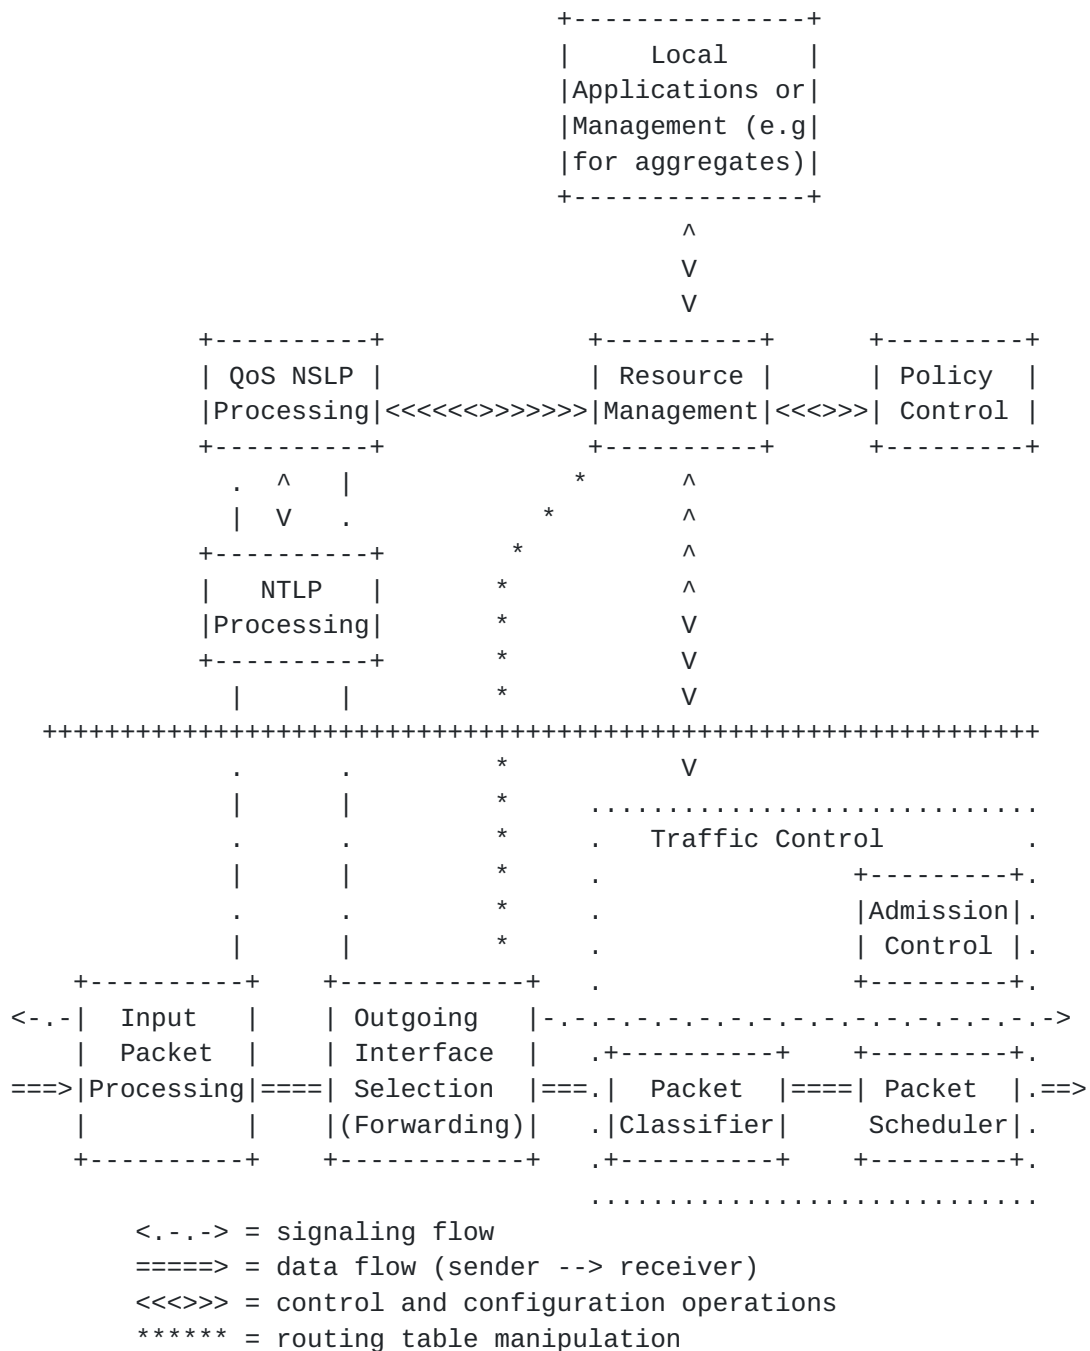 +---------------+
                                   |     Local     |
                                   |Applications or|
                                   |Management (e.g|
                                   |for aggregates)|
                                   +---------------+
                                           ^
                                           V
                                           V
            +----------+             +----------+      +---------+
            | QoS NSLP |             | Resource |      | Policy  |
            |Processing|<<<<<<>>>>>>>|Management|<<<>>>| Control |
            +----------+             +----------+      +---------+
              .  ^   |              *      ^
              |  V   .            *        ^
            +----------+        *          ^
            |   NTLP   |       *           ^
            |Processing|       *           V
            +----------+       *           V
              |      |         *           V
  ++++++++++++++++++++++++++++++++++++++++++++++++++++++++++++++++
              .      .         *           V
              |      |         *     .............................
              .      .         *     .   Traffic Control         .
              |      |         *     .                +---------+.
              .      .         *     .                |Admission|.
              |      |         *     .                | Control |.
    +----------+    +------------+   .                +---------+.
<-.-|  Input   |    | Outgoing   |-.-.-.-.-.-.-.-.-.-.-.-.-.-.-.-.->
    |  Packet  |    | Interface  |   .+----------+    +---------+.
===>|Processing|====| Selection  |===.|  Packet  |====| Packet  |.==>
    |          |    |(Forwarding)|   .|Classifier|     Scheduler|.
    +----------+    +------------+   .+----------+    +---------+.
                                     .............................
        <.-.-> = signaling flow
        =====> = data flow (sender --> receiver)
        <<<>>> = control and configuration operations
        ****** = routing table manipulation